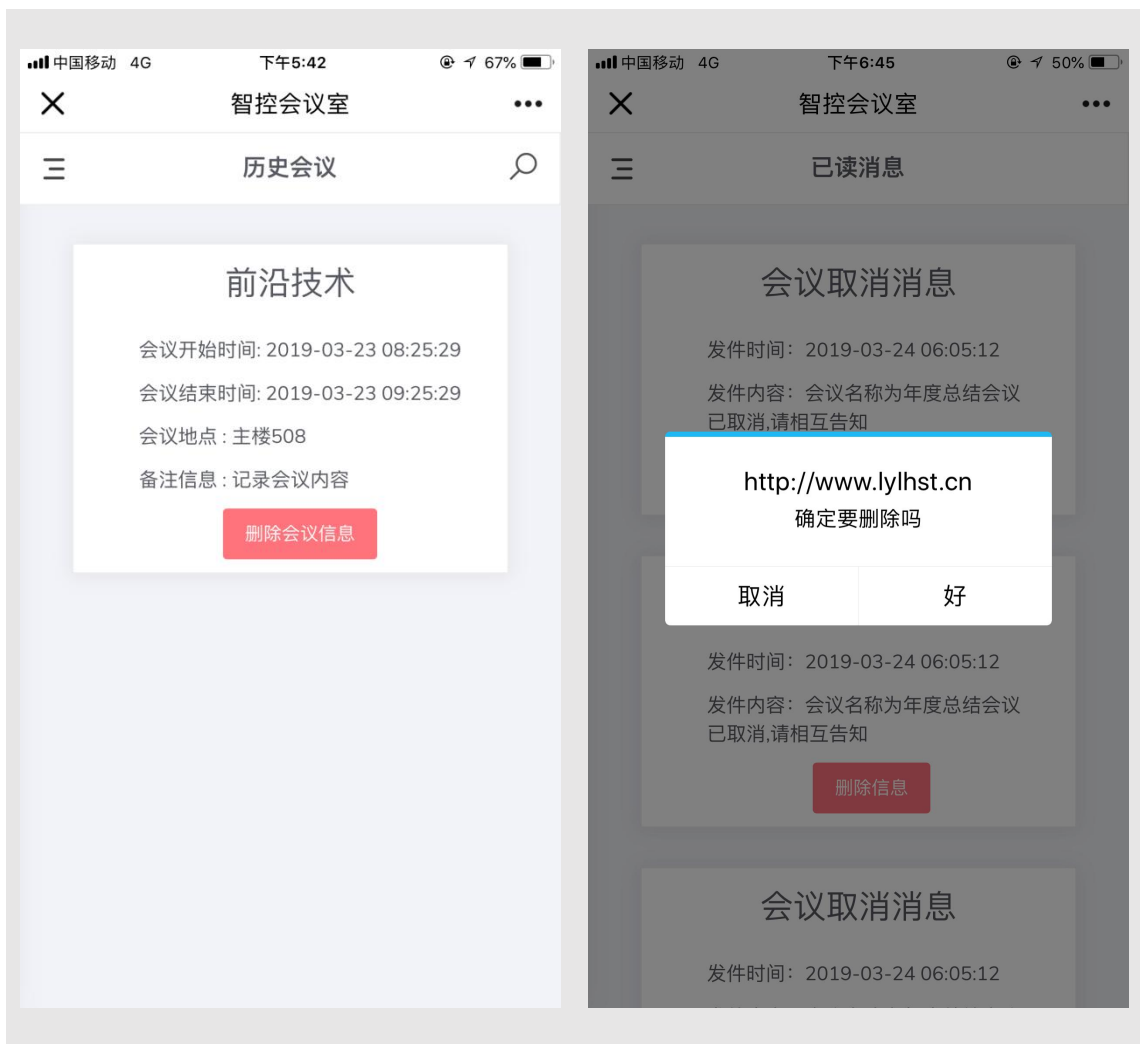 中国移动 4G 下午5:42 67%
智控会议室
历史会议
前沿技术
会议开始时间: 2019-03-23 08:25:29
会议结束时间: 2019-03-23 09:25:29
会议地点 : 主楼508
备注信息 : 记录会议内容
删除会议信息
中国移动 4G 下午6:45 50%
智控会议室
已读消息
会议取消消息
发件时间：2019-03-24 06:05:12
发件内容：会议名称为年度总结会议
已取消,请相互告知
http://www.lylhst.cn
确定要删除吗
取消 好
发件时间：2019-03-24 06:05:12
发件内容：会议名称为年度总结会议
已取消,请相互告知
删除信息
会议取消消息
发件时间：2019-03-24 06:05:12